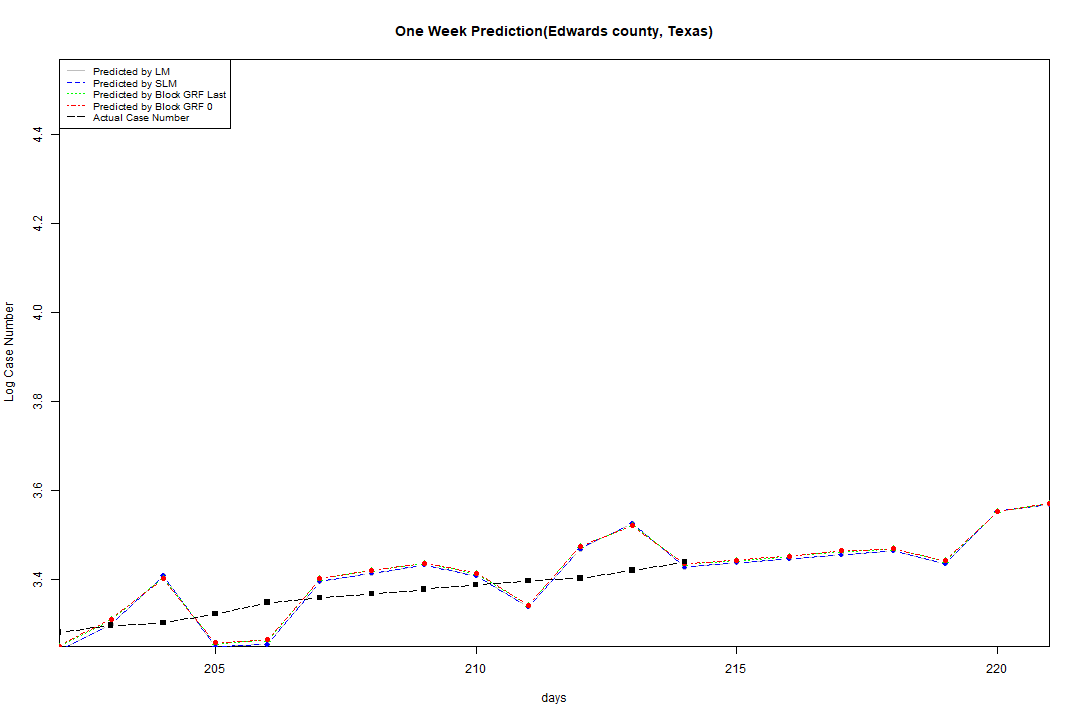 One Week Prediction(Edwards county, Texas)
Predicted by LM
Predicted by SLM
Predicted by Block GRF Last
Predicted by Block GRF 0
Actual Case Number
4.4
4.2
4.0
3.8
3.6
3.4
Log Case Number
205 210 215 220
days